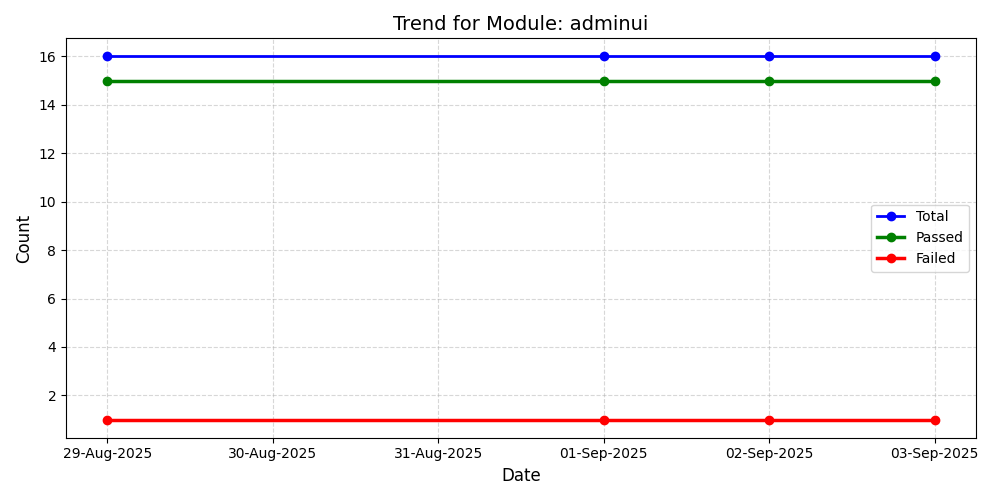 Trend for Module: adminui
16
14
12
10
8
6
4
2
Count
Total
Passed
Failed
29-Aug-2025
30-Aug-2025
31-Aug-2025
01-Sep-2025
02-Sep-2025
03-Sep-2025
Date